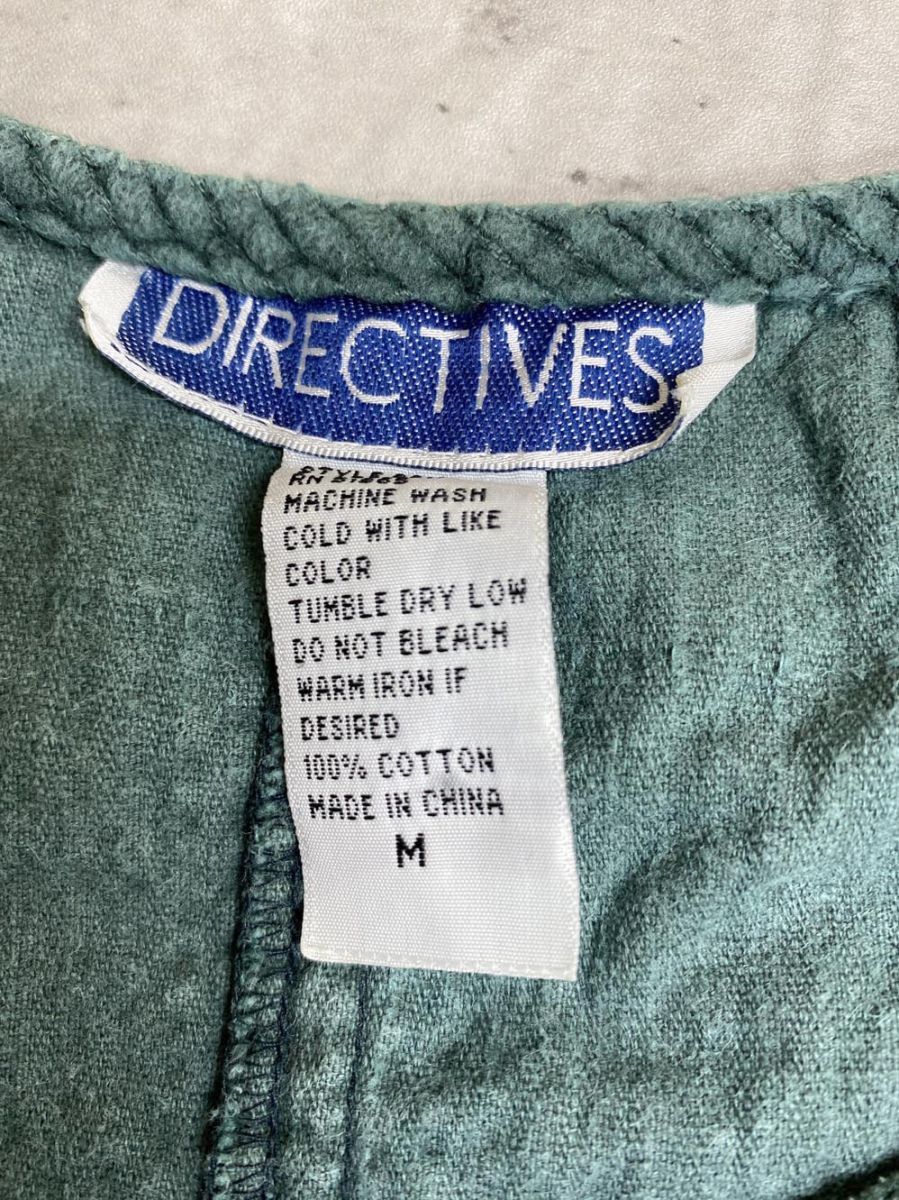 DIRECTIVES
RN
MACHINE WASH
COLD WITH LIKE
COLOR
TUMBLE DRY LOW
DO NOT BLEACH
WARM IRON IF
DESIRED
100% COTTON
MADE IN CHINA
M